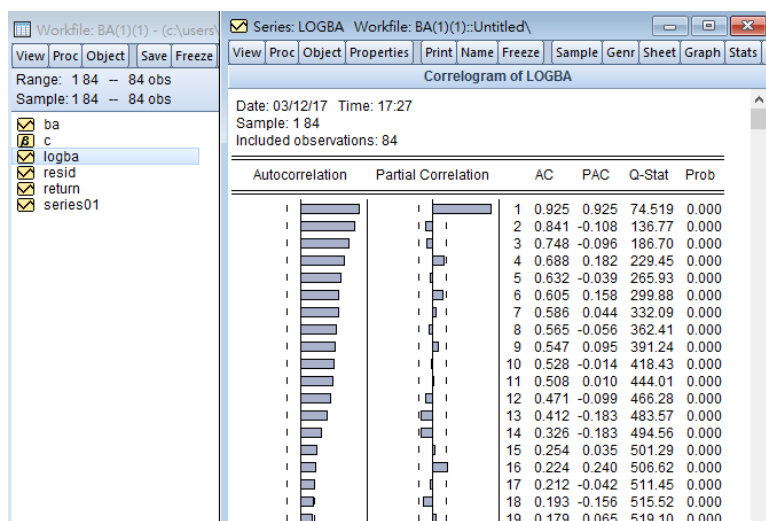 Workfile: BA(1)(1) - (c:\users\
View Proc Object Save Freeze
Range: 1 84 -- 84 obs
Sample: 1 84 -- 84 obs
ba
c
logba
resid
return
series01
Series: LOGBA Workfile: BA(1)(1)::Untitled\
View Proc Object Properties Print Name Freeze Sample Genr Sheet Graph Stats
Correlogram of LOGBA
Date: 03/12/17 Time: 17:27
Sample: 1 84
Included observations: 84
Autocorrelation Partial Correlation AC PAC Q-Stat Prob
1 0.925 0.925 74.519 0.000
2 0.841 -0.108 136.77 0.000
3 0.748 -0.096 186.70 0.000
4 0.688 0.182 229.45 0.000
5 0.632 -0.039 265.93 0.000
6 0.605 0.158 299.88 0.000
7 0.586 0.044 332.09 0.000
8 0.565 -0.056 362.41 0.000
9 0.547 0.095 391.24 0.000
10 0.528 -0.014 418.43 0.000
11 0.508 0.010 444.01 0.000
12 0.471 -0.099 466.28 0.000
13 0.412 -0.183 483.57 0.000
14 0.326 -0.183 494.56 0.000
15 0.254 0.035 501.29 0.000
16 0.224 0.240 506.62 0.000
17 0.212 -0.042 511.45 0.000
18 0.193 -0.156 515.52 0.000
19 0.179 0.065 519.10 0.000